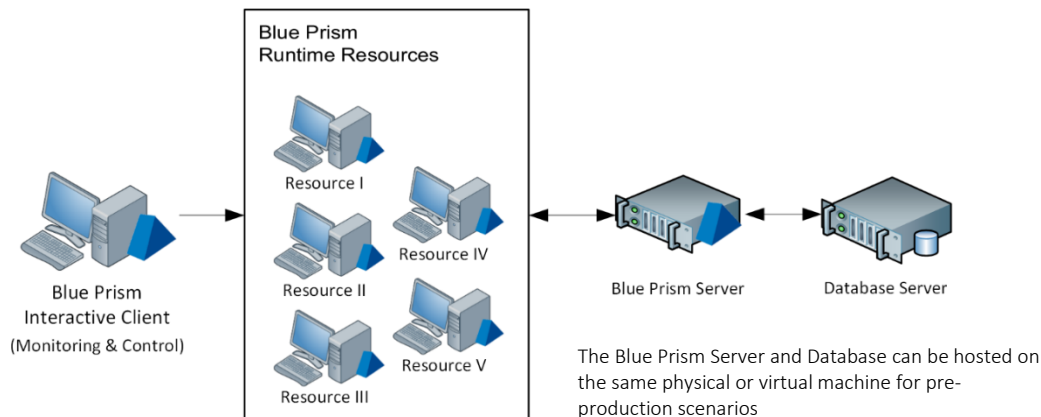 Blue Prism
Runtime Resources
Resource I
Resource IV
Resource II
Resource V
Resource III
Blue Prism
Interactive Client
(Monitoring & Control)
Blue Prism Server
Database Server
The Blue Prism Server and Database can be hosted on
the same physical or virtual machine for pre-
production scenarios